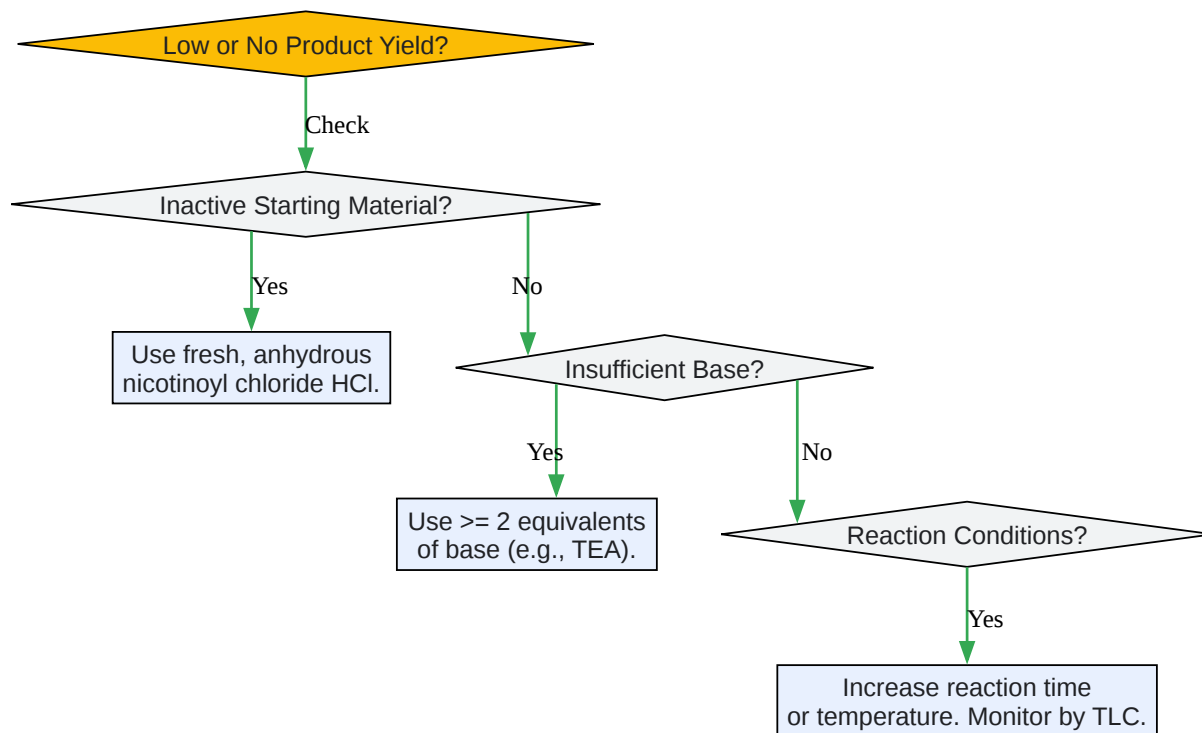 Low or No Product Yield?
Check
Inactive Starting Material?
Yes
No
Use fresh, anhydrous
nicotinoyl chloride HCl.
Insufficient Base?
Yes
No
Use >= 2 equivalents
of base (e.g., TEA).
Reaction Conditions?
Yes
Increase reaction time
or temperature. Monitor by TLC.